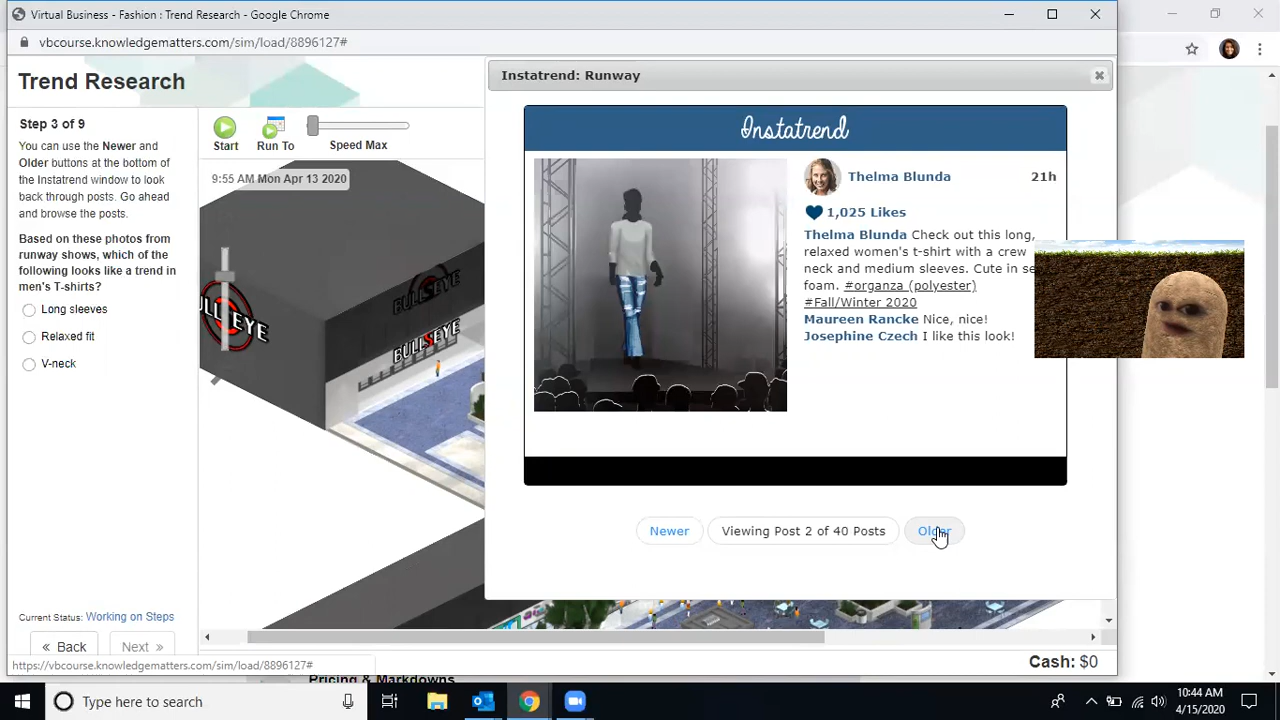 Virtual Business - Fashion : Trend Research - Google Chrome
vbcourse.knowledgematters.com/sim/load/8896127#
Trend Research
Instatrend: Runway
Step 3 of 9
You can use the Newer and
Older buttons at the bottom of
the Instatrend window to look
back through posts. Go ahead
and browse the posts.
Based on these photos from
runway shows, which of the
following looks like a trend in
men's T-shirts?
Long sleeves
Relaxed fit
V-neck
Start
Run To
Speed Max
9:55 AM Mon Apr 13 2020
BULLSEYE
BULLSEYE
Instatrend
Thelma Blunda
21h
1,025 Likes
Thelma Blunda Check out this long,
relaxed women's t-shirt with a crew
neck and medium sleeves. Cute in
foam. #organza (polyester)
#Fall/Winter 2020
Maureen Rancke Nice, nice!
Josephine Czech I like this look!
Newer
Viewing Post 2 of 40 Posts
Older
Current Status: Working on Steps
« Back
Next »
https://vbcourse.knowledgematters.com/sim/load/8896127#
Cash: $0
Pricing & Markdowns
Type here to search
10:44 AM
4/15/2020